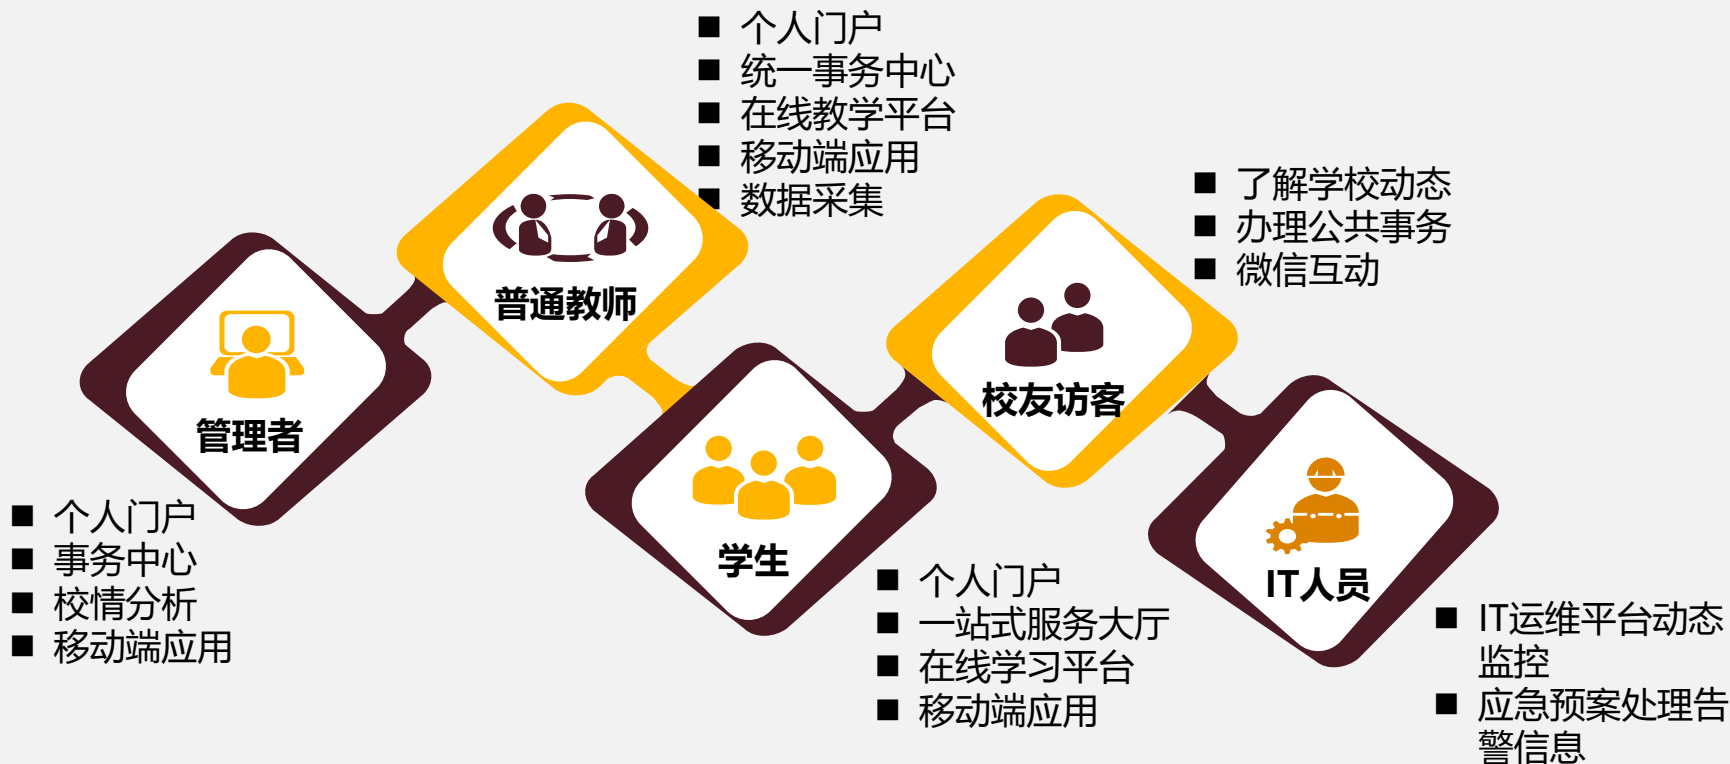 个人门户
统一事务中心
在线教学平台
移动端应用
数据采集
普通教师
管理者
个人门户
事务中心
校情分析
移动端应用
学生
个人门户
一站式服务大厅
在线学习平台
移动端应用
了解学校动态
办理公共事务
微信互动
校友访客
IT人员
IT运维平台动态
监控
应急预案处理告
警信息